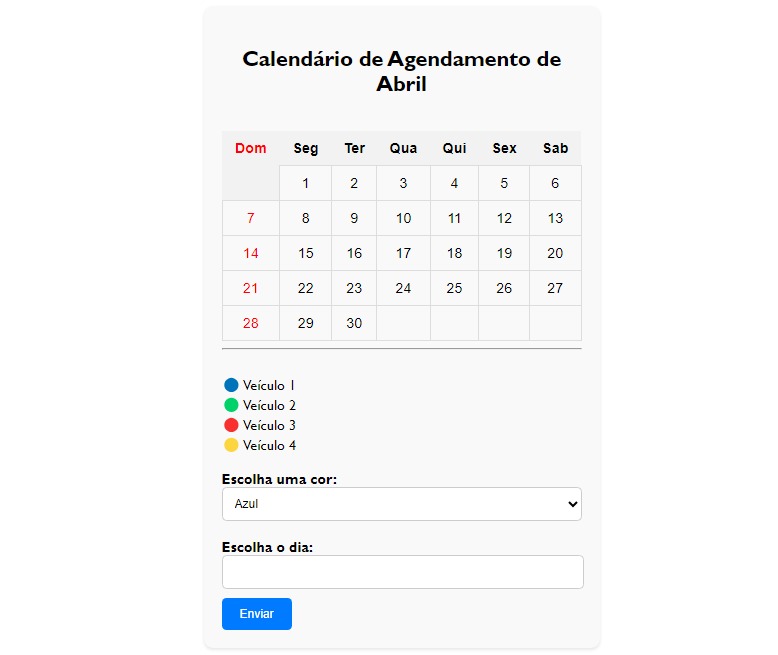 Calendário de Agendamento de
Abril
Dom Seg Ter Qua Qui Sex Sab
1 2 3 4 5 6
7 8 9 10 11 12 13
14 15 16 17 18 19 20
21 22 23 24 25 26 27
28 29 30
Veículo 1
Veículo 2
Veículo 3
Veículo 4
Escolha uma cor:
Azul
Escolha o dia:
Enviar